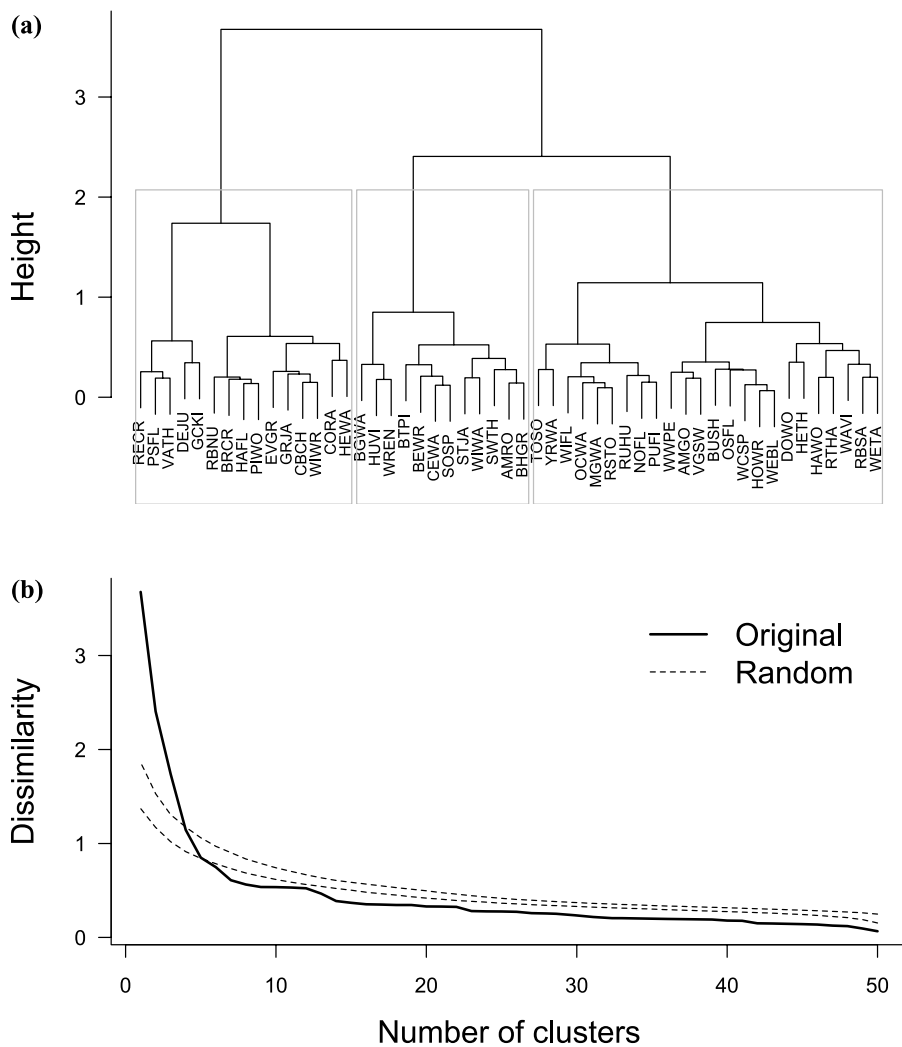 (a)
3
2
1
0
Height
RECR
PSFL
VATH
DEJU
GCKI
RBNU
BRCR
HAFL
PIWO
EVGR
GRJA
CBCH
WIWR
CORA
HEWA
BGWA
HUVI
WREN
BTPI
BEWR
CEWA
SOSP
STJA
WIWA
SWTH
AMRO
BHGR
TOSO
YRWA
WIFL
OCWA
MGWA
RSTO
RUHU
NOFL
PUFI
WWPE
AMGO
VGSW
BUSH
OSFL
WCSP
HOWR
WEBL
DOWO
HETH
HAWO
RTHA
WAVI
RBSA
WETA
(b)
3
2
1
0
Dissimilarity
Original
Random
0 10 20 30 40 50
Number of clusters